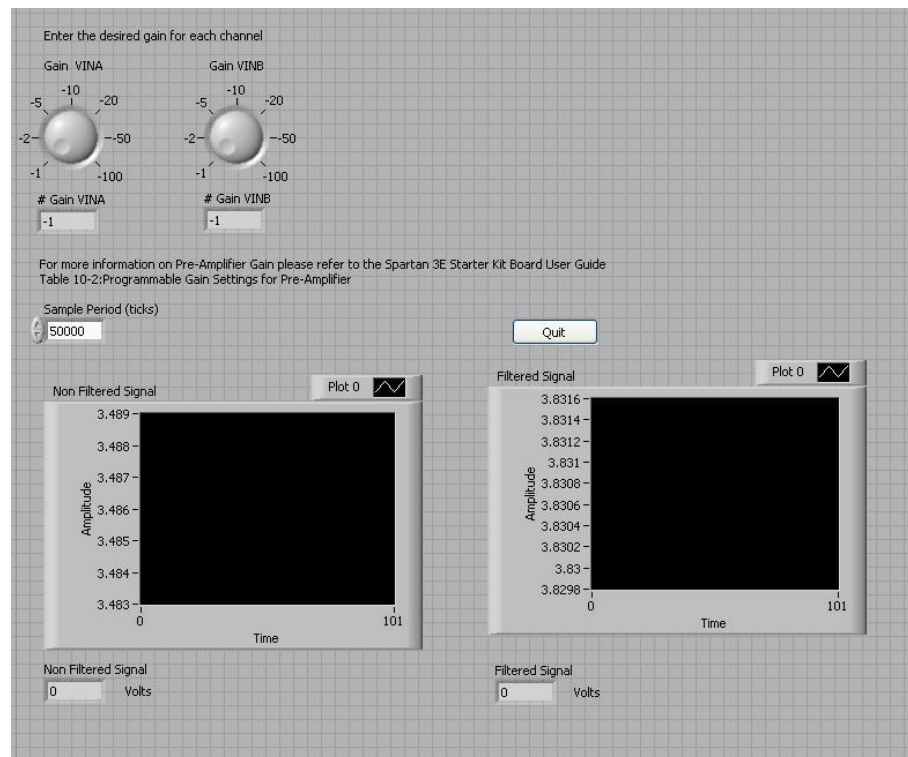 Enter the desired gain for each channel
Gain VINA
Gain VINB
-10
-10
-5
-20
-5
-20
-2
-50
-2
-50
-1
-100
-1
-100
# Gain VINA
# Gain VINB
-1
-1
For more information on Pre-Amplifier Gain please refer to the Spartan 3E Starter Kit Board User Guide
Table 10-2:Programmable Gain Settings for Pre-Amplifier
Sample Period (ticks)
50000
Quit
Non Filtered Signal
Plot 0
3.489
3.488
3.487
3.486
3.485
3.484
3.483
Amplitude
0
101
Time
Filtered Signal
Plot 0
3.8316
3.8314
3.8312
3.831
3.8308
3.8306
3.8304
3.8302
3.83
3.8298
Amplitude
0
101
Time
Non Filtered Signal
0 Volts
Filtered Signal
0 Volts